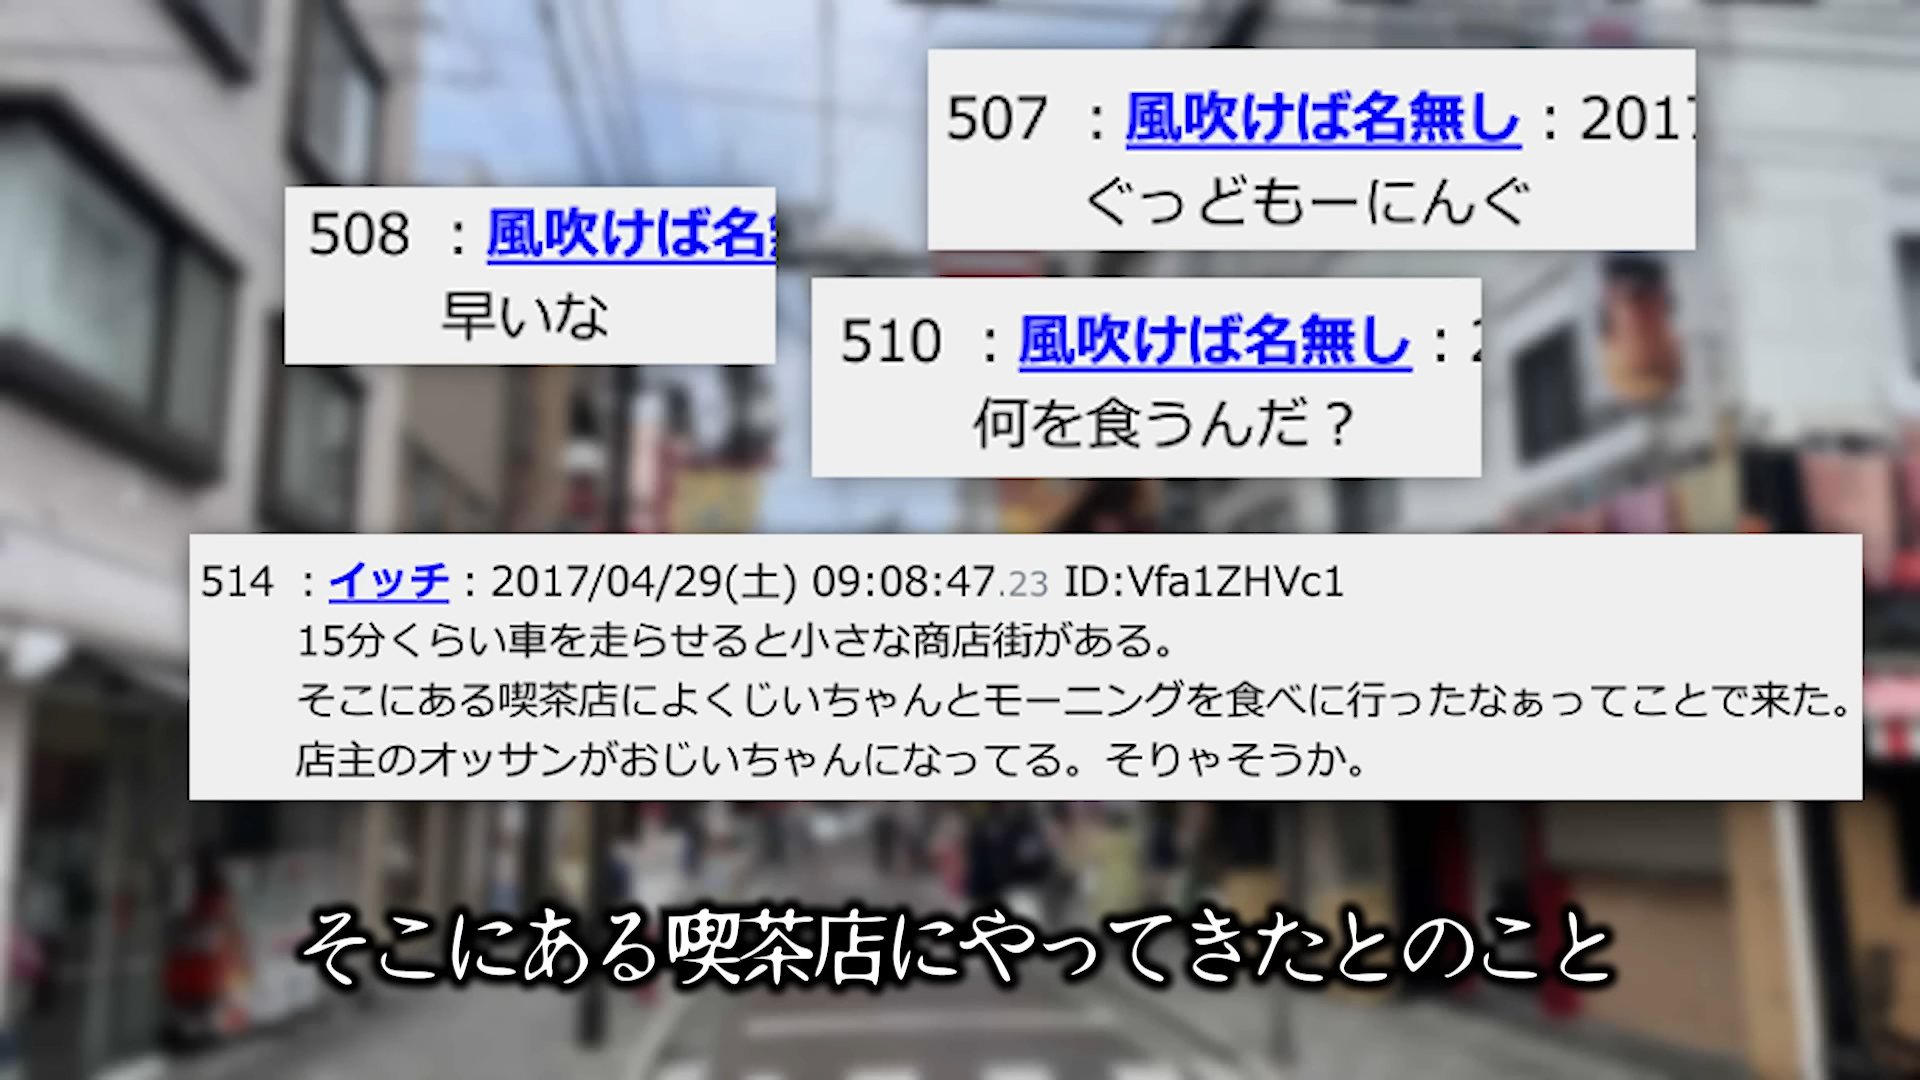 507 ：風吹けば名無し：2017
ぐっどもーにんぐ
508 ：風吹けば名
早いな
510 ：風吹けば名無し：2
何を食うんだ？
514 ：イッチ：2017/04/29(土) 09:08:47.23 ID:Vfa1ZHVc1
15分くらい車を走らせると小さな商店街がある。
そこにある喫茶店によくじいちゃんとモーニングを食べに行ったなぁってことで来た。
店主のオッサンがおじいちゃんになってる。そりゃそうか。
そこにある喫茶店にやってきたとのこと